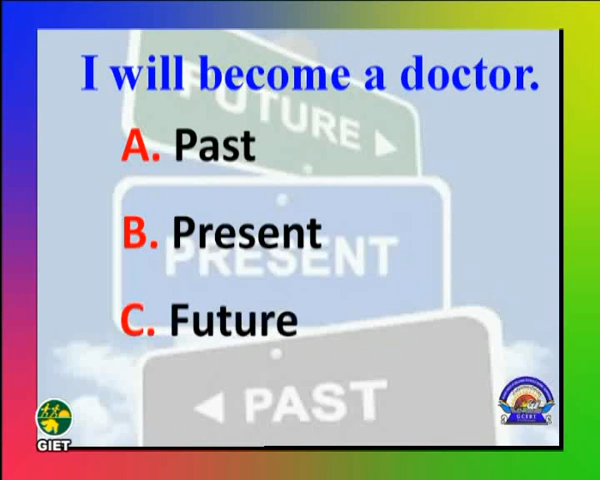 I will become a doctor.
FUTURE
A. Past
B. Present
PRESENT
C. Future
PAST
GIET